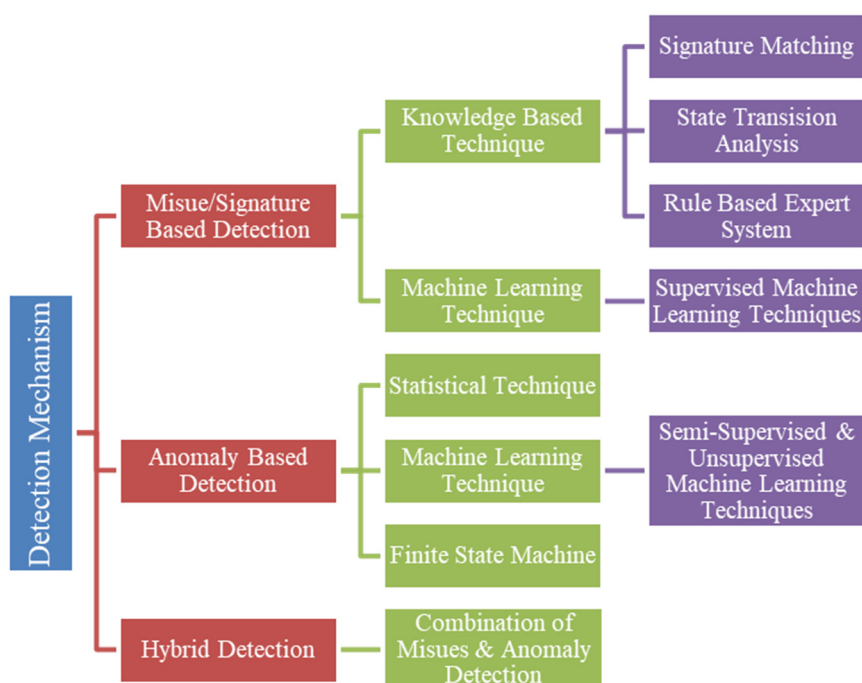 Detection Mechanism
Misue/Signature
Based Detection
Knowledge Based
Technique
Signature Matching
State Transision
Analysis
Rule Based Expert
System
Machine Learning
Technique
Supervised Machine
Learning Techniques
Anomaly Based
Detection
Statistical Technique
Machine Learning
Technique
Semi-Supervised &
Unsupervised
Machine Learning
Techniques
Finite State Machine
Hybrid Detection
Combination of
Misues & Anomaly
Detection